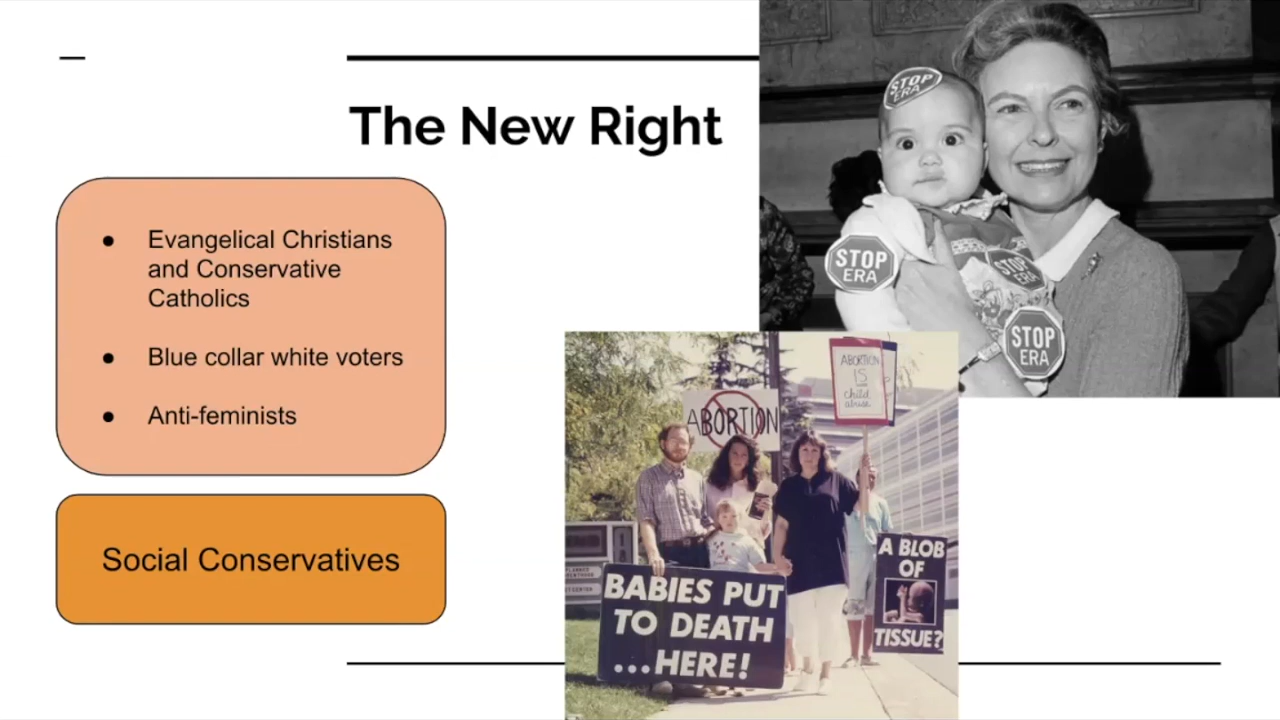 The New Right
● Evangelical Christians
and Conservative
Catholics
● Blue collar white voters
● Anti-feminists
Social Conservatives
STOP
ERA
STOP
ERA
STOP
ERA
STOP
ERA
ABORTION
ABORTION
IS
child
abuse
BABIES PUT
TO DEATH
...HERE!
A BLOB
OF
TISSUE?